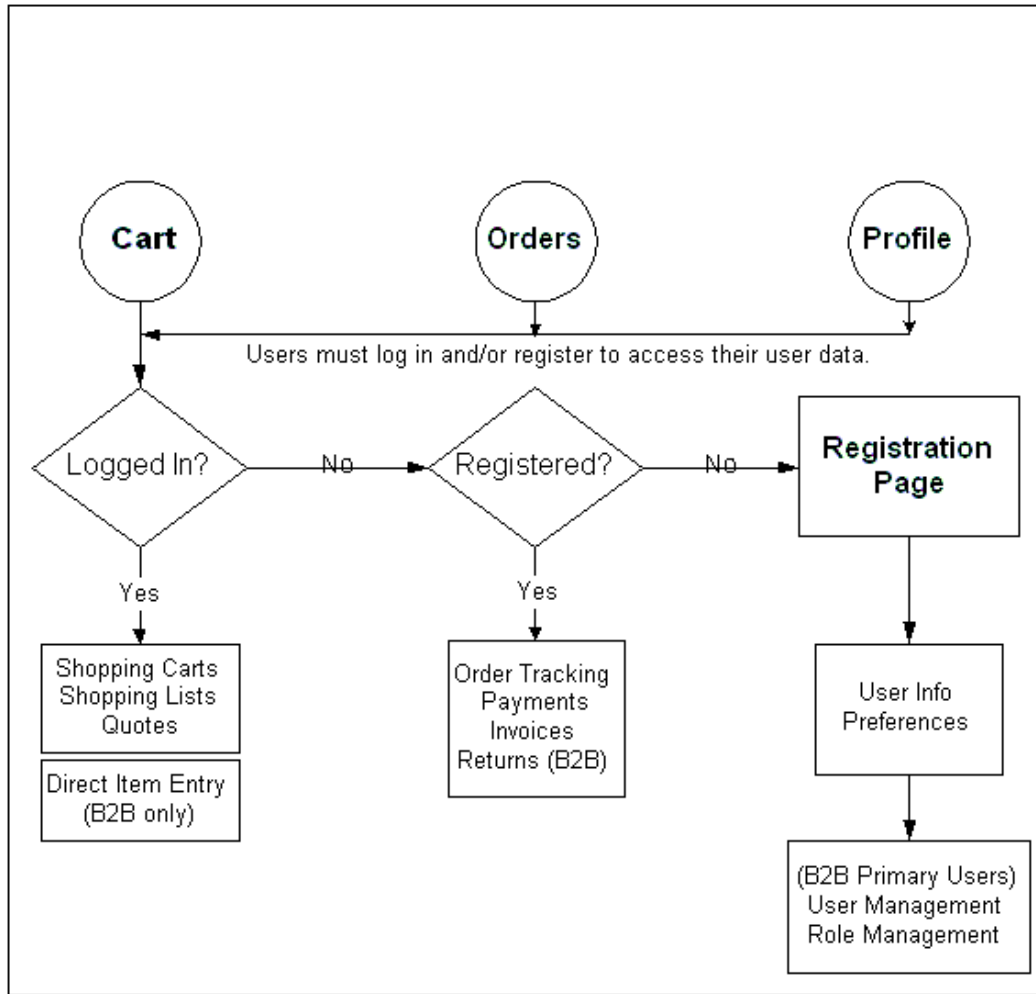 Cart
Orders
Profile
Users must log in and/or register to access their user data.
Logged In?
No
Registered?
No
Registration
Page
Yes
Yes
Shopping Carts
Shopping Lists
Quotes
Direct Item Entry
(B2B only)
Order Tracking
Payments
Invoices
Returns (B2B)
User Info
Preferences
(B2B Primary Users)
User Management
Role Management